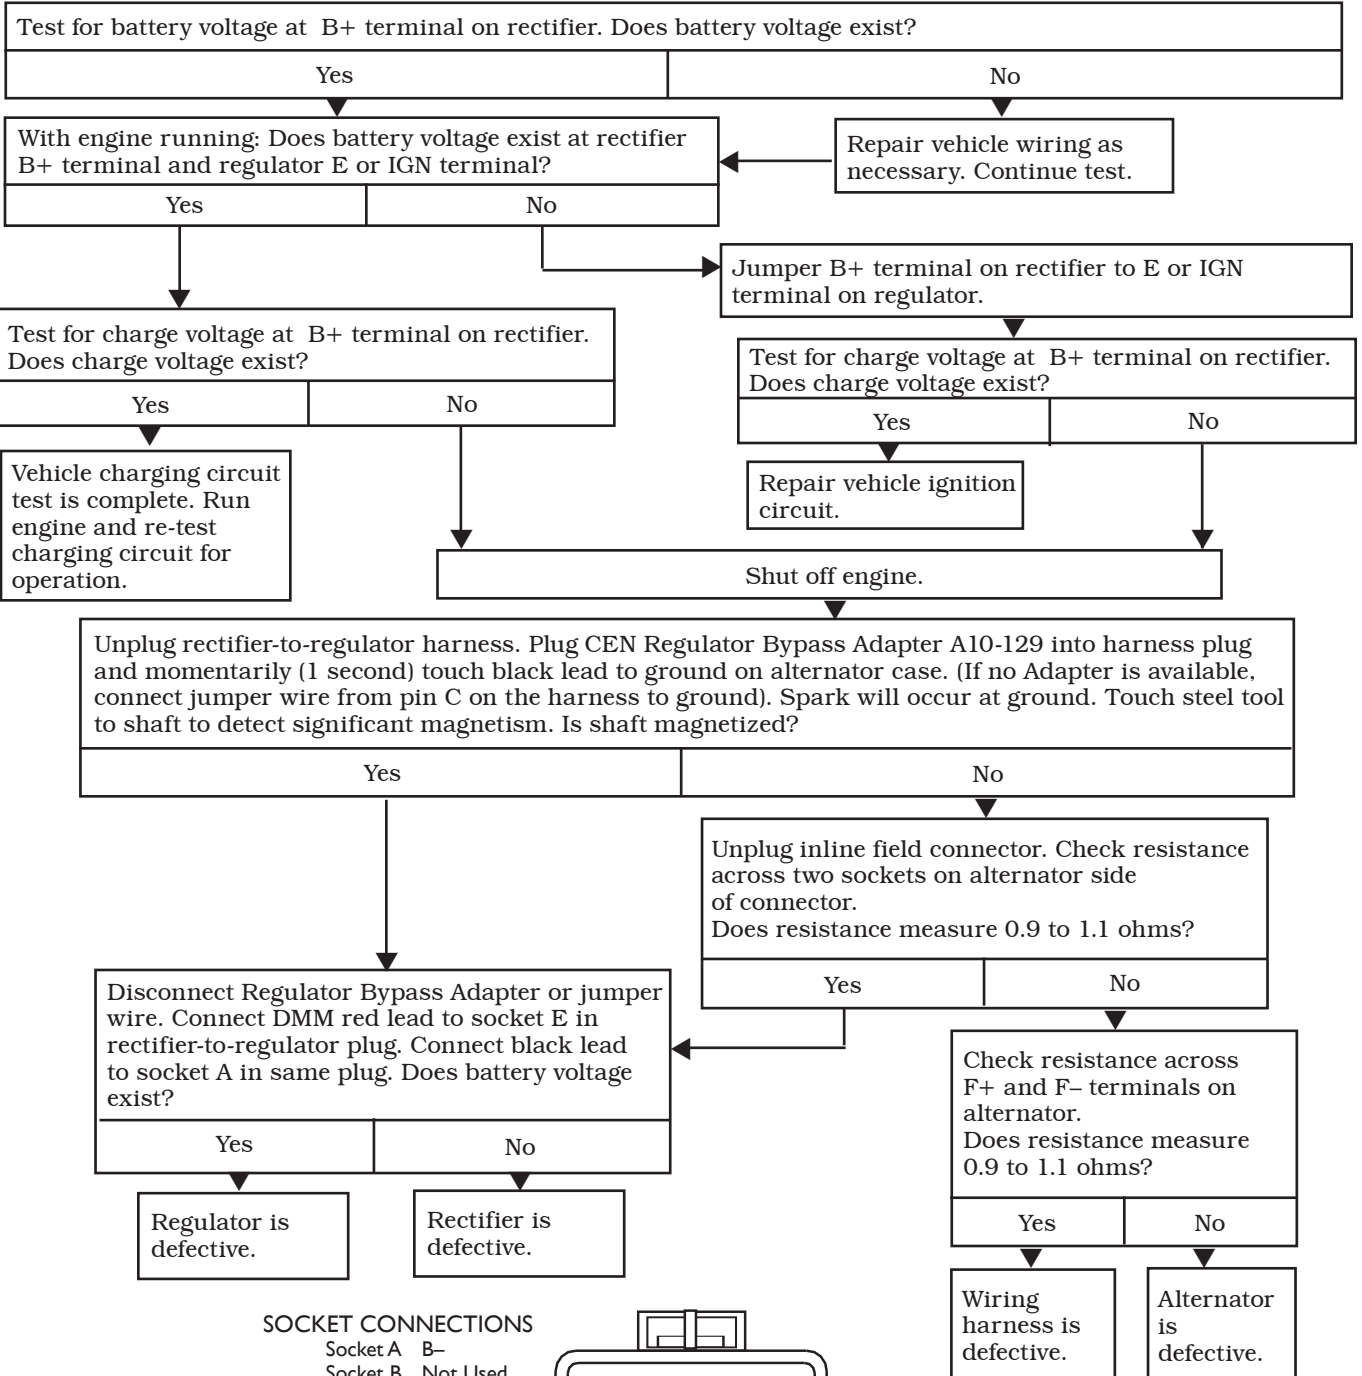 Test for battery voltage at B+ terminal on rectifier. Does battery voltage exist?
Yes
No
With engine running: Does battery voltage exist at rectifier
B+ terminal and regulator E or IGN terminal?
Yes
No
Repair vehicle wiring as
necessary. Continue test.
Jumper B+ terminal on rectifier to E or IGN
terminal on regulator.
Test for charge voltage at B+ terminal on rectifier.
Does charge voltage exist?
Yes
No
Test for charge voltage at B+ terminal on rectifier.
Does charge voltage exist?
Yes
No
Vehicle charging circuit
test is complete. Run
engine and re-test
charging circuit for
operation.
Repair vehicle ignition
circuit.
Shut off engine.
Unplug rectifier-to-regulator harness. Plug CEN Regulator Bypass Adapter A10-129 into harness plug
and momentarily (1 second) touch black lead to ground on alternator case. (If no Adapter is available,
connect jumper wire from pin C on the harness to ground). Spark will occur at ground. Touch steel tool
to shaft to detect significant magnetism. Is shaft magnetized?
Yes
No
Unplug inline field connector. Check resistance
across two sockets on alternator side
of connector.
Does resistance measure 0.9 to 1.1 ohms?
Yes
No
Disconnect Regulator Bypass Adapter or jumper
wire. Connect DMM red lead to socket E in
rectifier-to-regulator plug. Connect black lead
to socket A in same plug. Does battery voltage
exist?
Yes
No
Check resistance across
F+ and F– terminals on
alternator.
Does resistance measure
0.9 to 1.1 ohms?
Yes
No
Regulator is
defective.
Rectifier is
defective.
Wiring
harness is
defective.
Alternator
is
defective.
SOCKET CONNECTIONS
Socket A B–
Socket B Not Used